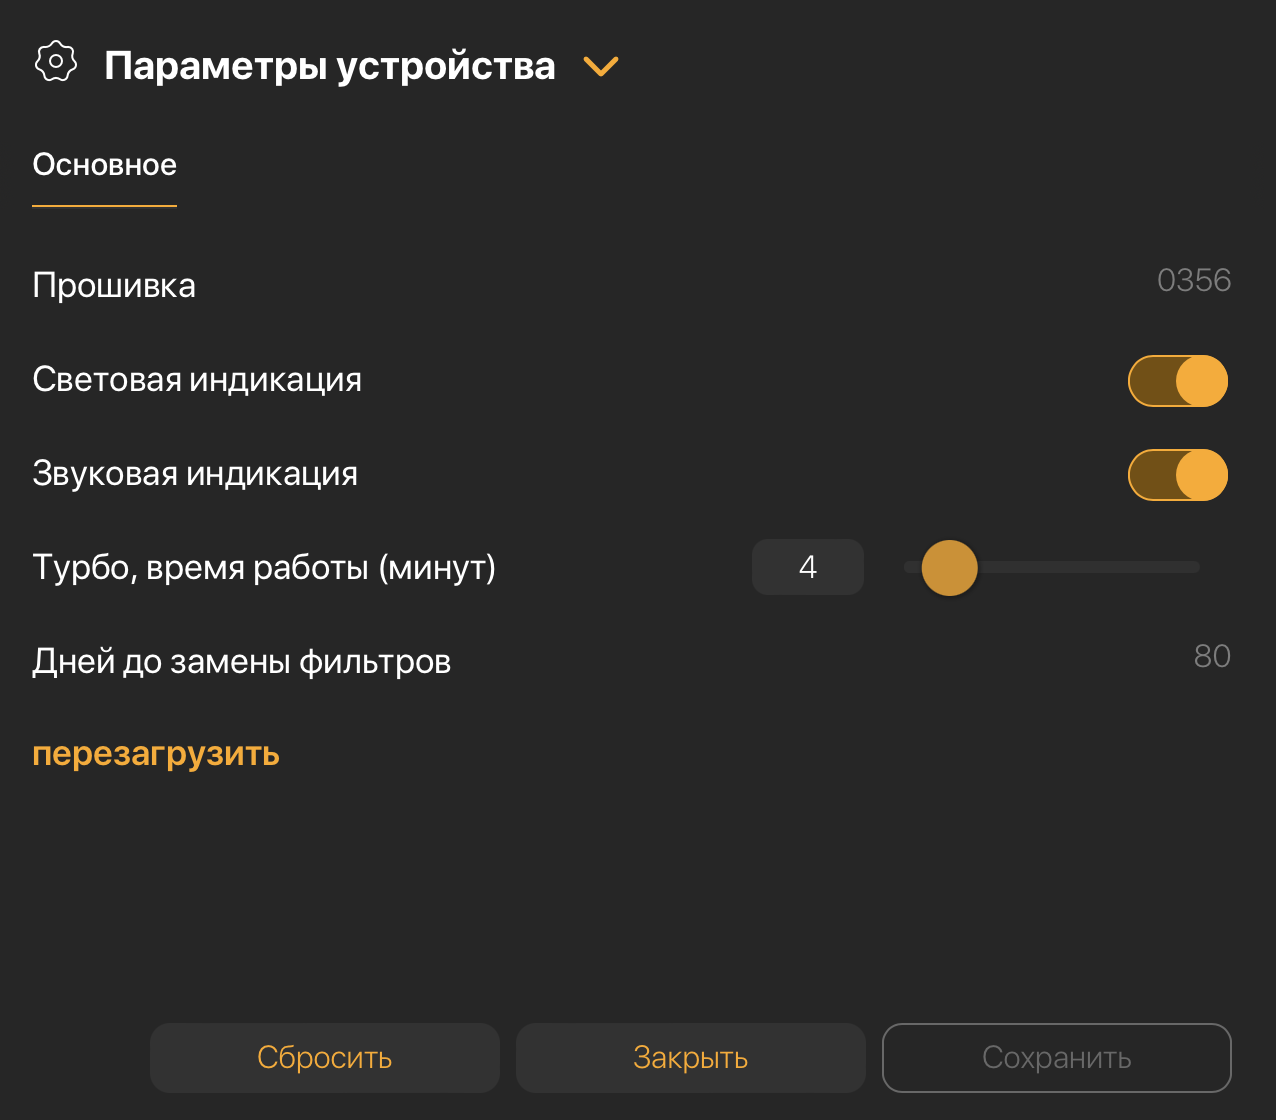 Параметры устройства
Основное
Прошивка 0356
Световая индикация
Звуковая индикация
Турбо, время работы (минут) 4
Дней до замены фильтров 80
перезагрузить
Сбросить Закрыть Сохранить